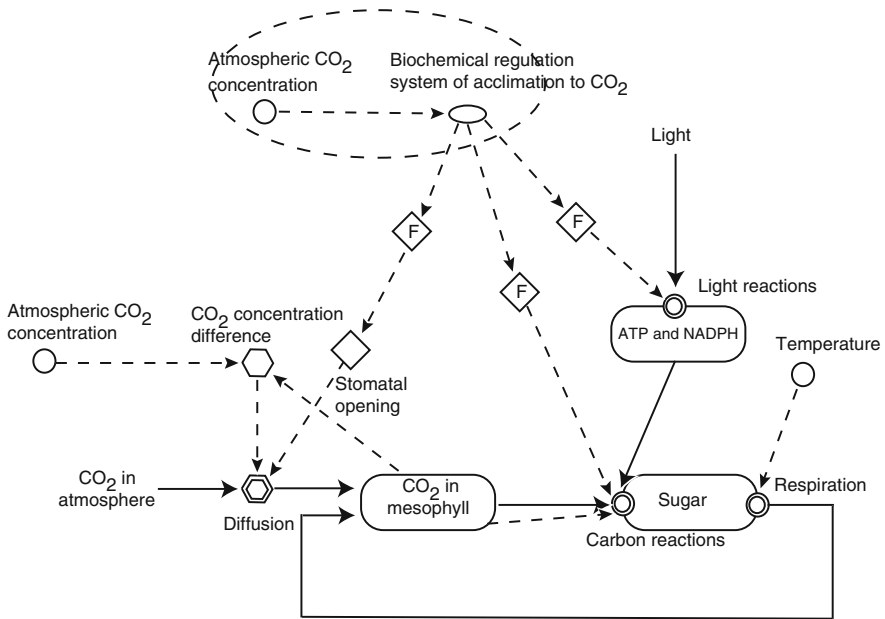 Atmospheric CO₂
concentration
Biochemical regulation
system of acclimation to CO₂
Light
F
F
F
Light reactions
ATP and NADPH
Atmospheric CO₂
concentration
CO₂ concentration
difference
Temperature
Stomatal
opening
CO₂ in
atmosphere
Diffusion
CO₂ in
mesophyll
Sugar
Respiration
Carbon reactions